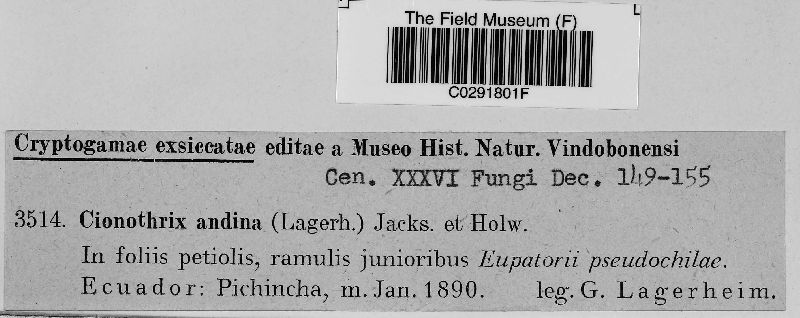 The Field Museum (F)
C0291801F
Cryptogamae exsiccatae editae a Museo Hist. Natur. Vindobonensi
Cen. XXXVI Fungi Dec. 149-155
3514. Cionothrix andina (Lagerh.) Jacks. et Holw.
In foliis petiolis, ramulis junioribus Eupatorii pseudochilae.
Ecuador: Pichincha, m. Jan. 1890. leg. G. Lagerheim.